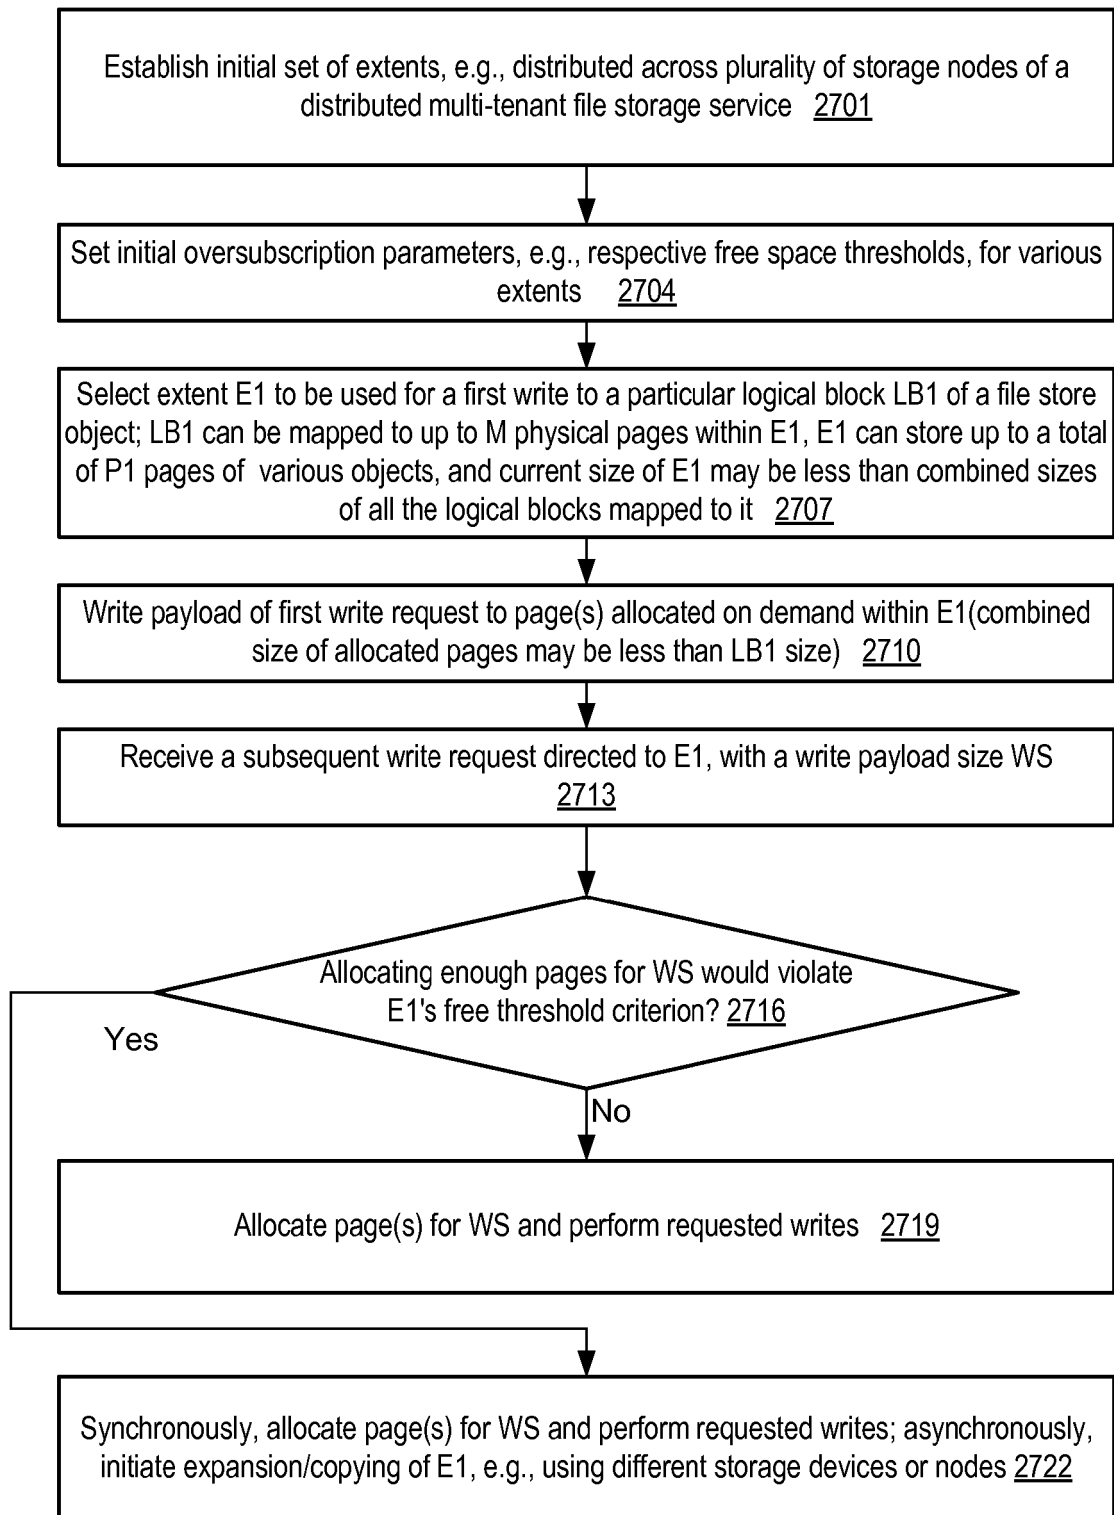 Establish initial set of extents, e.g., distributed across plurality of storage nodes of a
distributed multi-tenant file storage service 2701
Set initial oversubscription parameters, e.g., respective free space thresholds, for various
extents 2704
Select extent E1 to be used for a first write to a particular logical block LB1 of a file store
object; LB1 can be mapped to up to M physical pages within E1, E1 can store up to a total
of P1 pages of various objects, and current size of E1 may be less than combined sizes
of all the logical blocks mapped to it 2707
Write payload of first write request to page(s) allocated on demand within E1(combined
size of allocated pages may be less than LB1 size) 2710
Receive a subsequent write request directed to E1, with a write payload size WS
2713
Allocating enough pages for WS would violate
E1's free threshold criterion? 2716
Yes
No
Allocate page(s) for WS and perform requested writes 2719
Synchronously, allocate page(s) for WS and perform requested writes; asynchronously,
initiate expansion/copying of E1, e.g., using different storage devices or nodes 2722